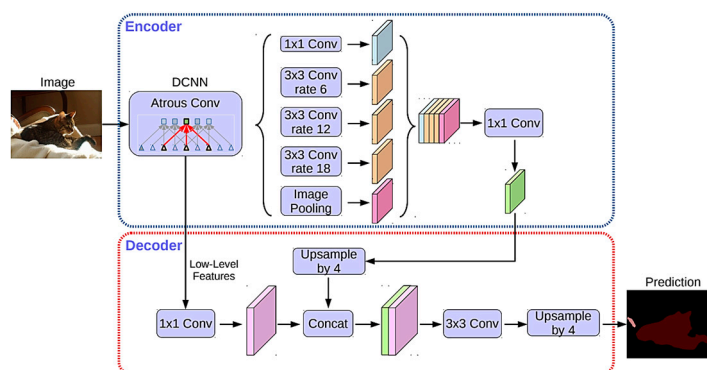 Encoder
Image
DCNN
Atrous Conv
1x1 Conv
3x3 Conv
rate 6
3x3 Conv
rate 12
3x3 Conv
rate 18
Image
Pooling
1x1 Conv
Decoder
Low-Level
Features
Upsample
by 4
1x1 Conv
Concat
3x3 Conv
Upsample
by 4
Prediction